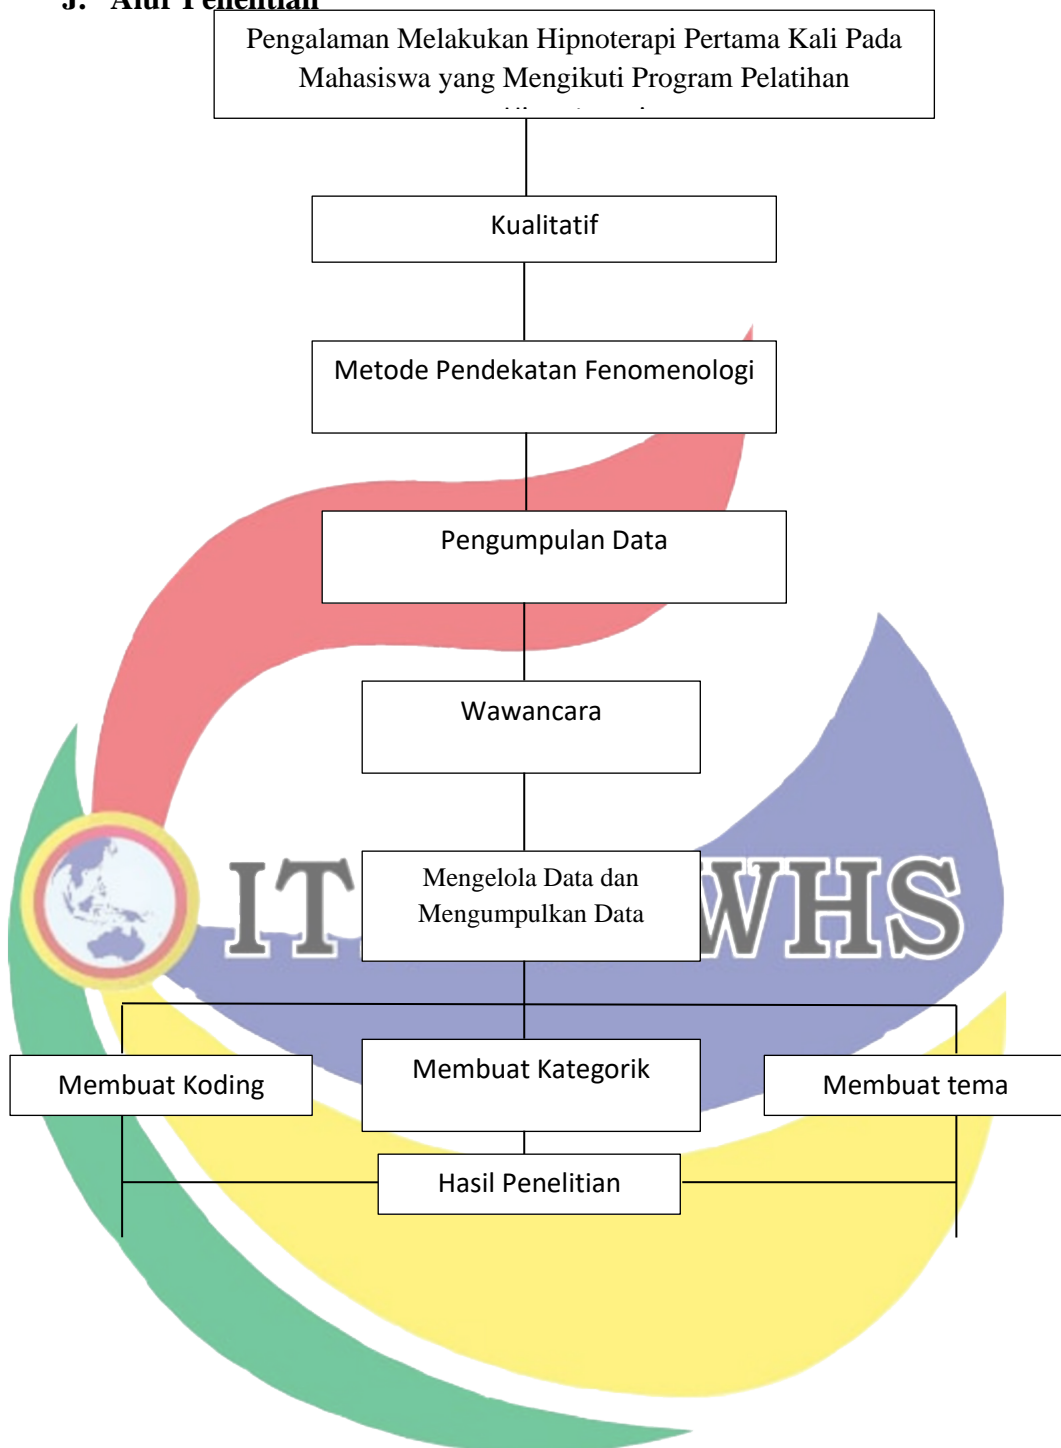 J. Alur Penelitian
Pengalaman Melakukan Hipnoterapi Pertama Kali Pada
Mahasiswa yang Mengikuti Program Pelatihan
Kualitatif
Metode Pendekatan Fenomenologi
Pengumpulan Data
Wawancara
IT
WHS
Mengelola Data dan
Mengumpulkan Data
Membuat Koding
Membuat Kategorik
Membuat tema
Hasil Penelitian